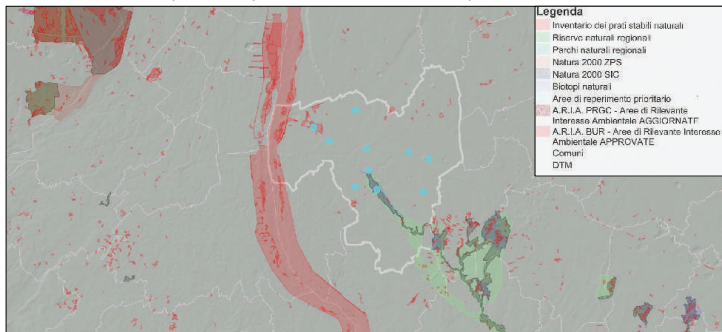 Legenda
Inventario dei prati stabili naturali
Riserve naturali regionali
Parchi naturali regionali
Natura 2000 ZPS
Natura 2000 SIC
Biotopi naturali
Aree di reperimento prioritario
A.R.I.A. PRGC - Aree di Rilevante
Interesse Ambientale AGGIORNATE
A.R.I.A. BUR - Aree di Rilevante Interesse
Ambientale APPROVATE
Comuni
DTM